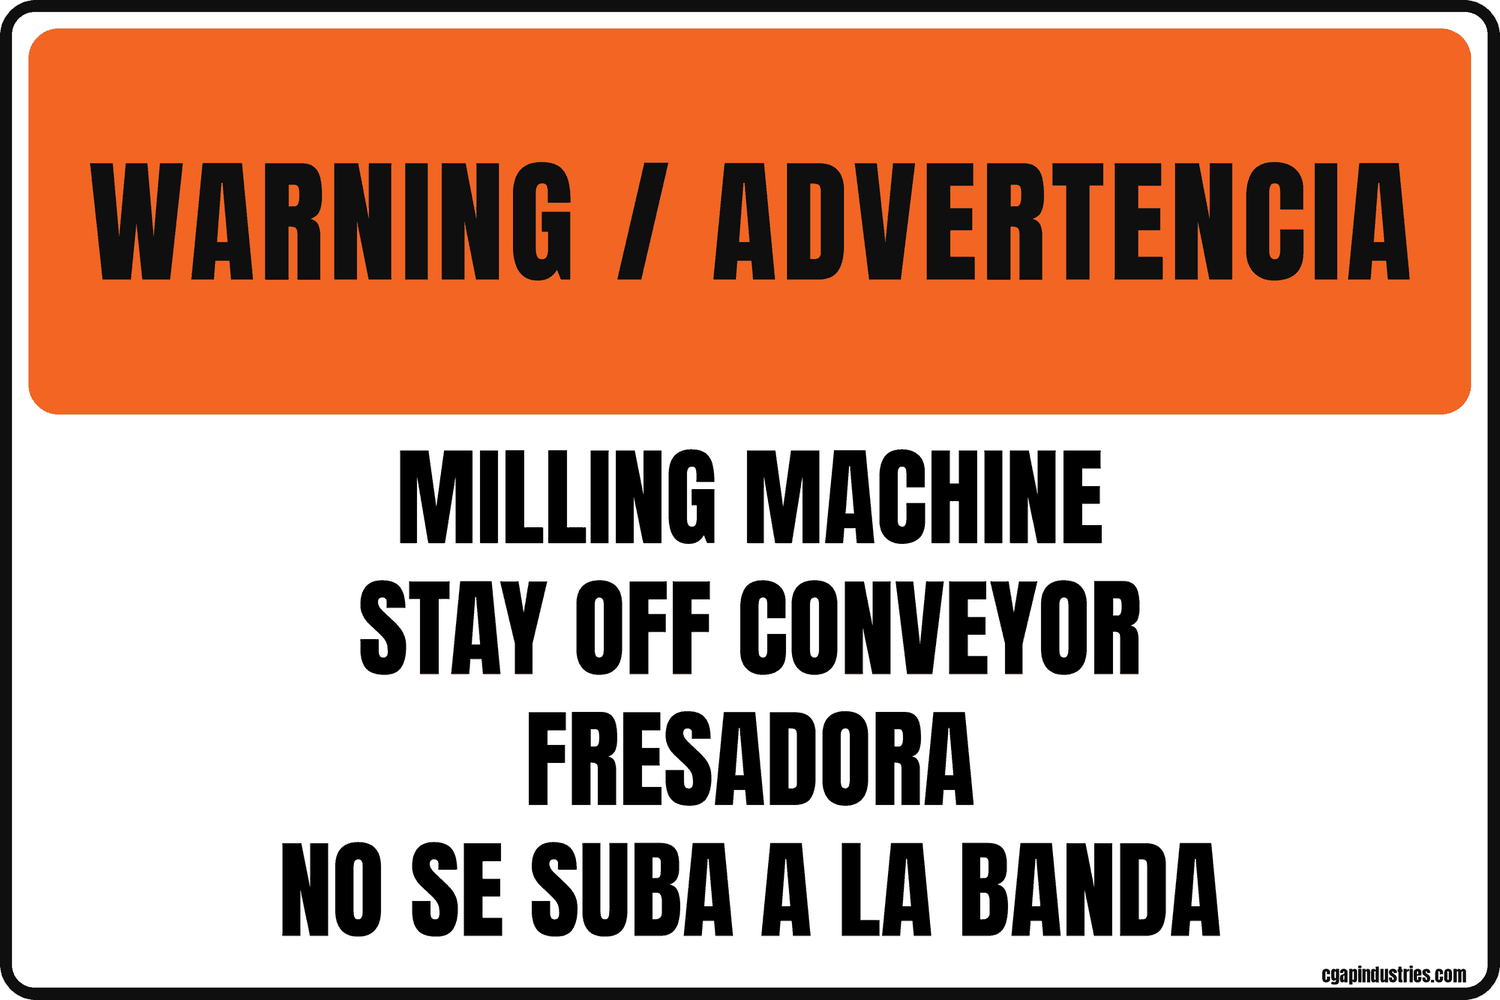 WARNING / ADVERTENCIA
MILLING MACHINE
STAY OFF CONVEYOR
FRESADORA
NO SE SUBA A LA BANDA
cgapindustries.com